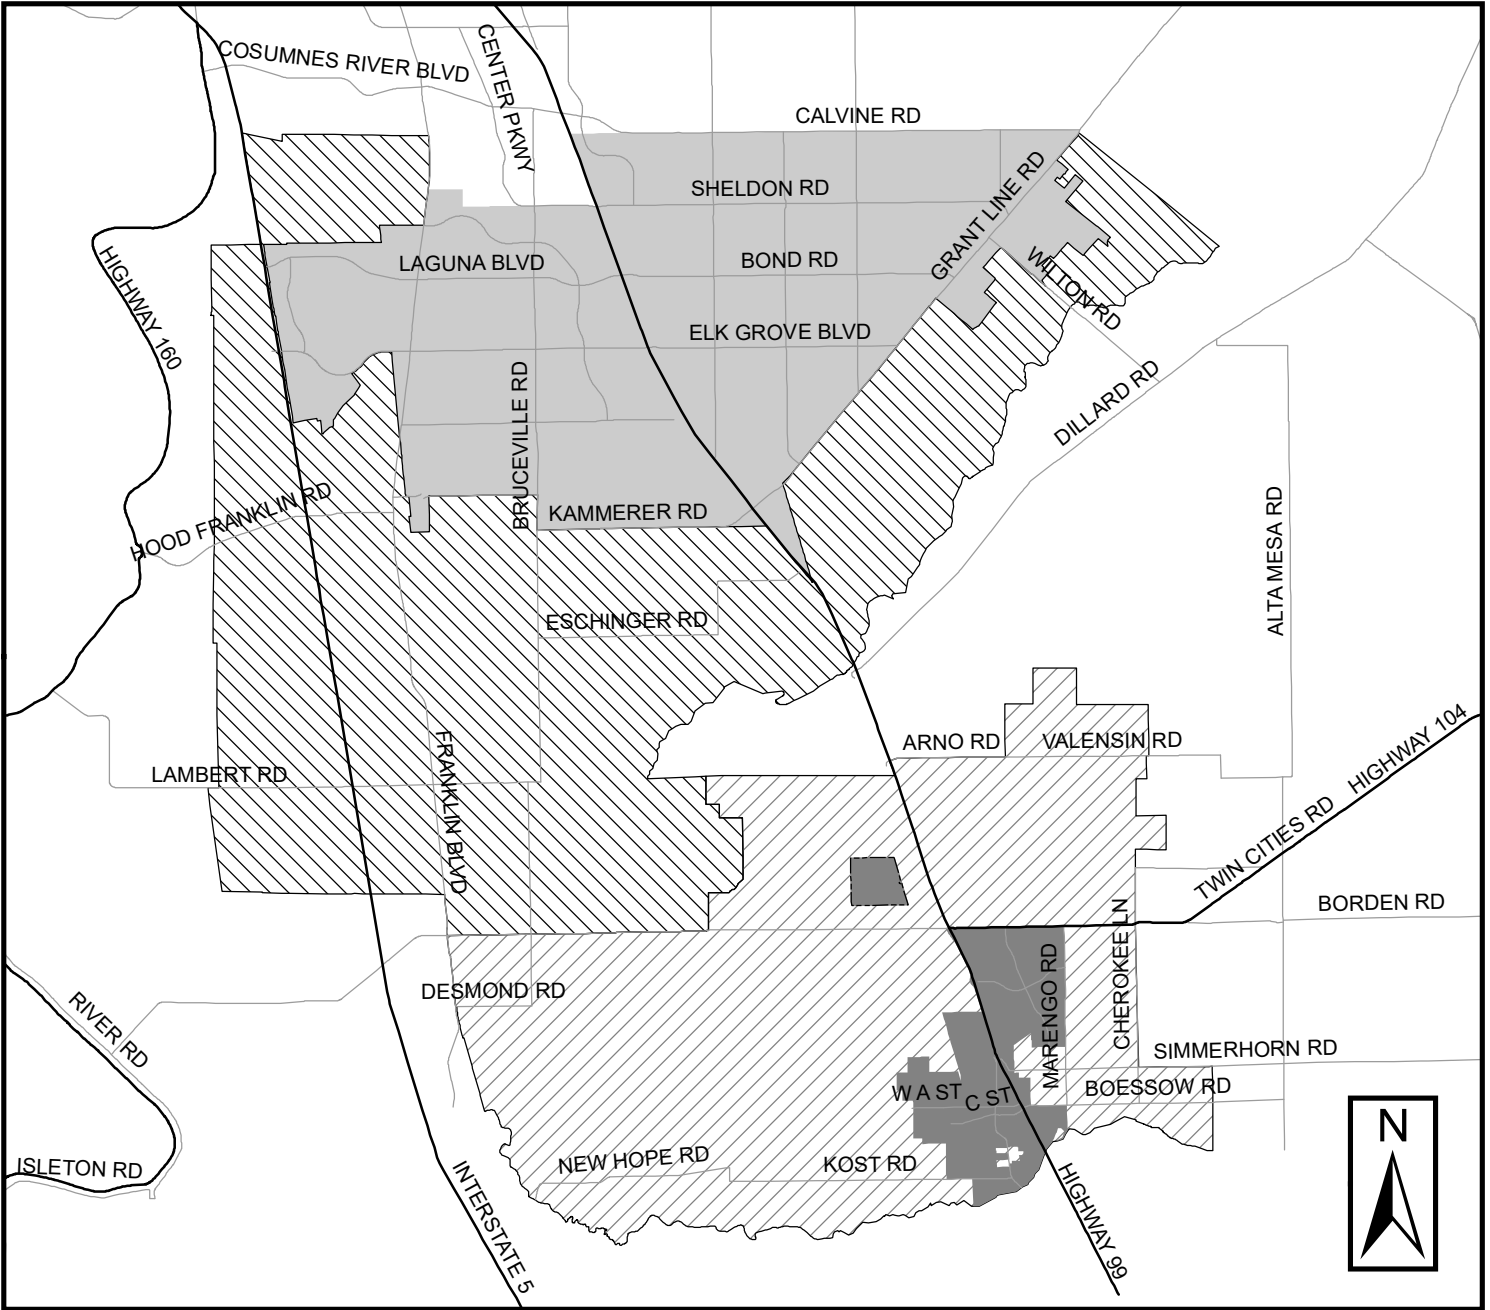 COSUMNES RIVER BLVD
CENTER PKWY
CALVINE RD
SHELDON RD
GRANT LINE RD
HIGHWAY 160
LAGUNA BLVD
BOND RD
WILTON RD
ELK GROVE BLVD
BRUCEVILLE RD
DILLARD RD
HOOD FRANKLIN RD
KAMMERER RD
ALTA MESA RD
ESCHINGER RD
FRANKLIN BLVD
ARNO RD
VALENSIN RD
HIGHWAY 104
LAMBERT RD
TWIN CITIES RD
BORDEN RD
CHEROKEE LN
MARENGO RD
DESMOND RD
RIVER RD
SIMMERHORN RD
W A ST
C ST
BOESSOW RD
N
ISLETON RD
NEW HOPE RD
KOST RD
INTERSTATE 5
HIGHWAY 99